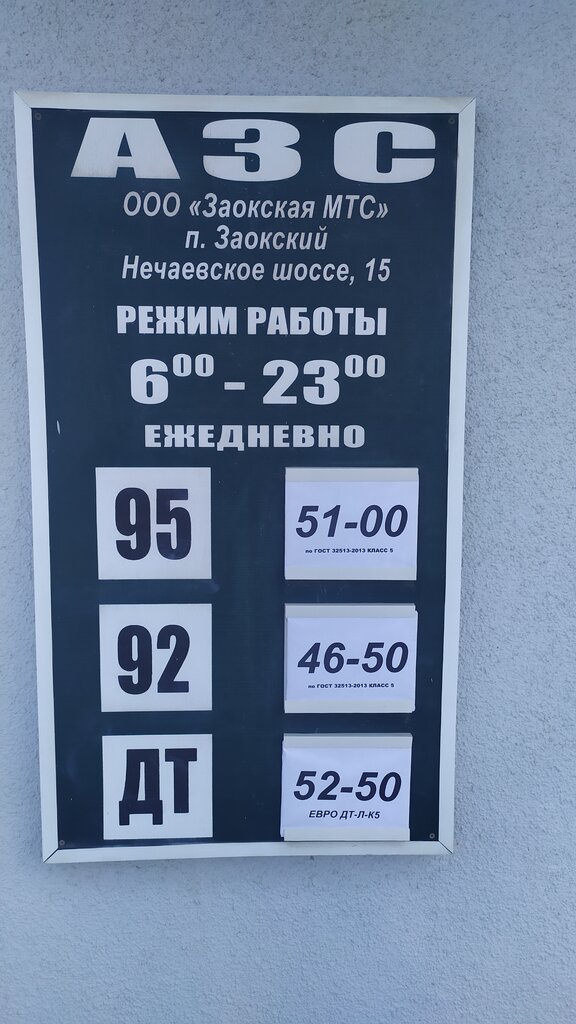 АЗС
ООО «Заокская МТС»
п. Заокский
Нечаевское шоссе, 15
РЕЖИМ РАБОТЫ
6⁰⁰ - 23⁰⁰
ЕЖЕДНЕВНО
95 51-00
по ГОСТ 32513-2013 КЛАСС 5
92 46-50
по ГОСТ 32513-2013 КЛАСС 5
ДТ 52-50
ЕВРО ДТ-Л-К5